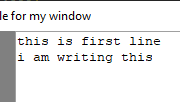 le for my window
this is first line
i am writing this